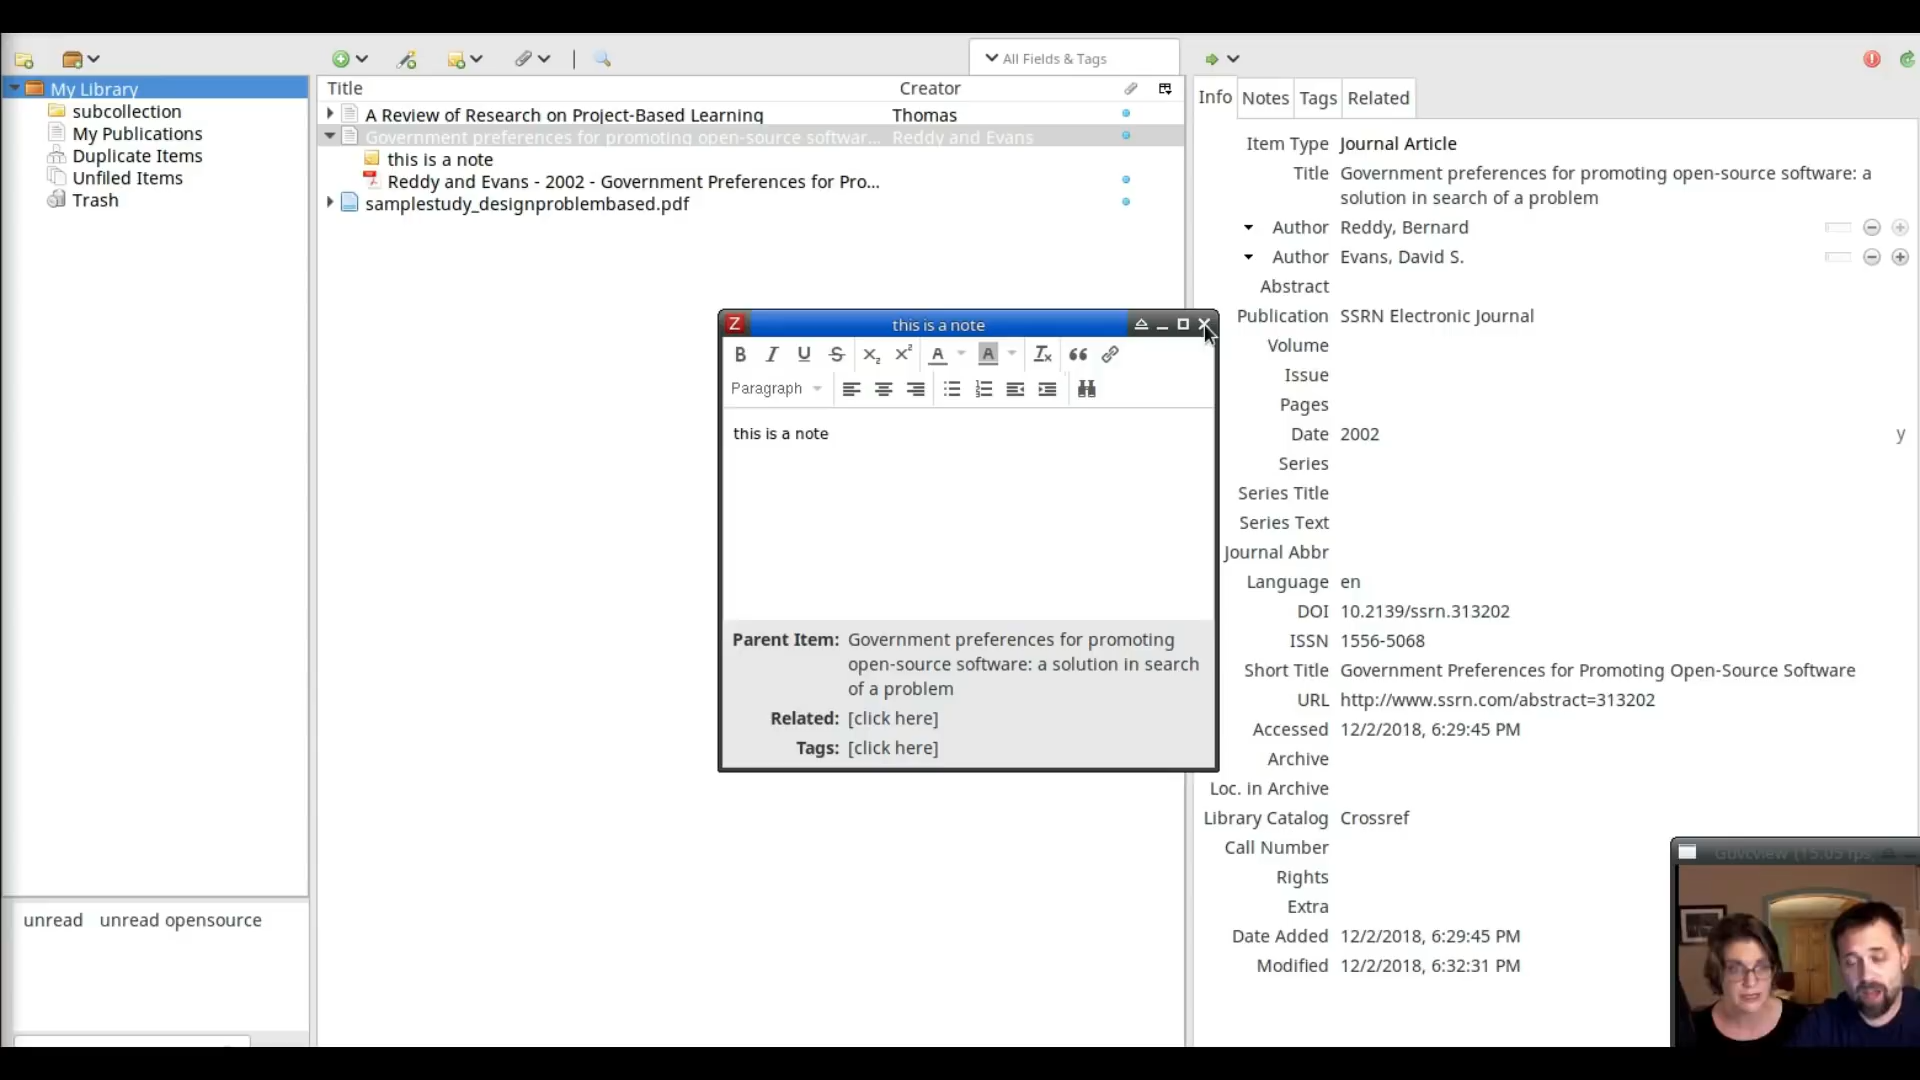 All Fields & Tags
My Library
subcollection
My Publications
Duplicate Items
Unfiled Items
Trash
unread unread opensource
Title Creator
A Review of Research on Project-Based Learning Thomas
Government preferences for promoting open-source softwar... Reddy and Evans
this is a note
Reddy and Evans - 2002 - Government Preferences for Pro...
samplestudy_designproblembased.pdf
Z this is a note
B I U S X₂ X² A A Tx
Paragraph
this is a note
Parent Item: Government preferences for promoting
open-source software: a solution in search
of a problem
Related: [click here]
Tags: [click here]
Info Notes Tags Related
Item Type Journal Article
Title Government preferences for promoting open-source software: a
solution in search of a problem
Author Reddy, Bernard
Author Evans, David S.
Abstract
Publication SSRN Electronic Journal
Volume
Issue
Pages
Date 2002 y
Series
Series Title
Series Text
Journal Abbr
Language en
DOI 10.2139/ssrn.313202
ISSN 1556-5068
Short Title Government Preferences for Promoting Open-Source Software
URL http://www.ssrn.com/abstract=313202
Accessed 12/2/2018, 6:29:45 PM
Archive
Loc. in Archive
Library Catalog Crossref
Call Number
Rights
Extra
Date Added 12/2/2018, 6:29:45 PM
Modified 12/2/2018, 6:32:31 PM